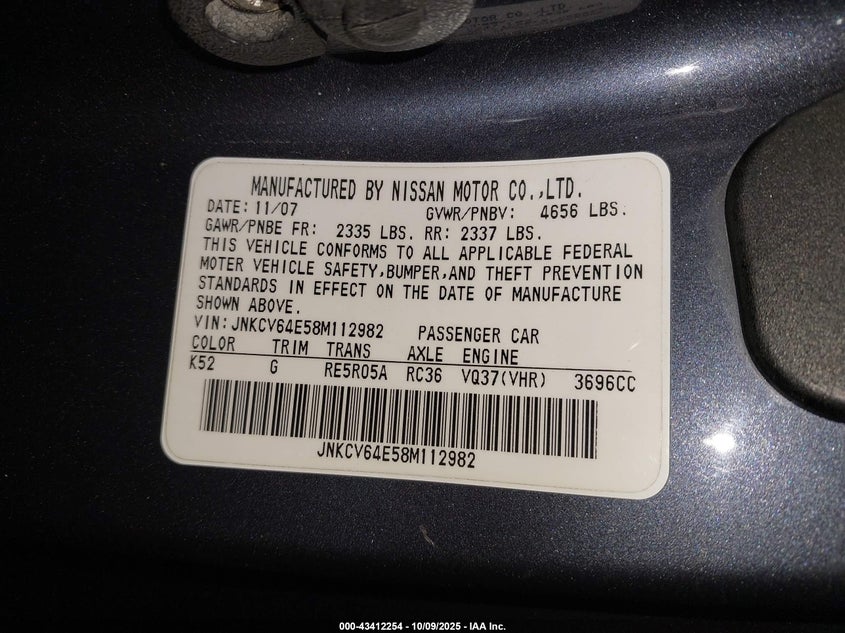 MOTOR CO., LTD.
MANUFACTURED BY NISSAN MOTOR CO.,LTD.
DATE: 11/07 GVWR/PNBV: 4656 LBS.
GAWR/PNBE FR: 2335 LBS. RR: 2337 LBS.
THIS VEHICLE CONFORMS TO ALL APPLICABLE FEDERAL
MOTER VEHICLE SAFETY,BUMPER,AND THEFT PREVENTION
STANDARDS IN EFFECT ON THE DATE OF MANUFACTURE
SHOWN ABOVE.
VIN:JNKCV64E58M112982 PASSENGER CAR
COLOR TRIM TRANS AXLE ENGINE
K52 G RE5R05A RC36 VQ37(VHR) 3696CC
JNKCV64E58M112982
000-43412254 - 10/09/2025 - IAA Inc.